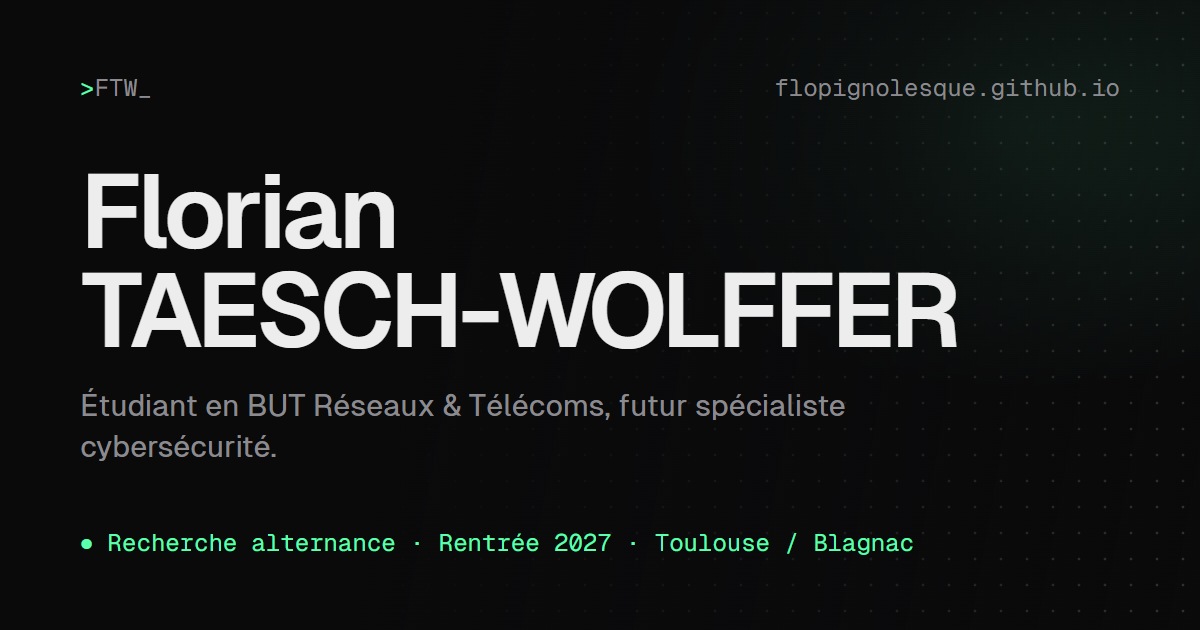 >FTW_
flopignolesque.github.io
Florian
TAESCH-WOLFFER
Étudiant en BUT Réseaux & Télécoms, futur spécialiste
cybersécurité.
• Recherche alternance · Rentrée 2027 · Toulouse / Blagnac